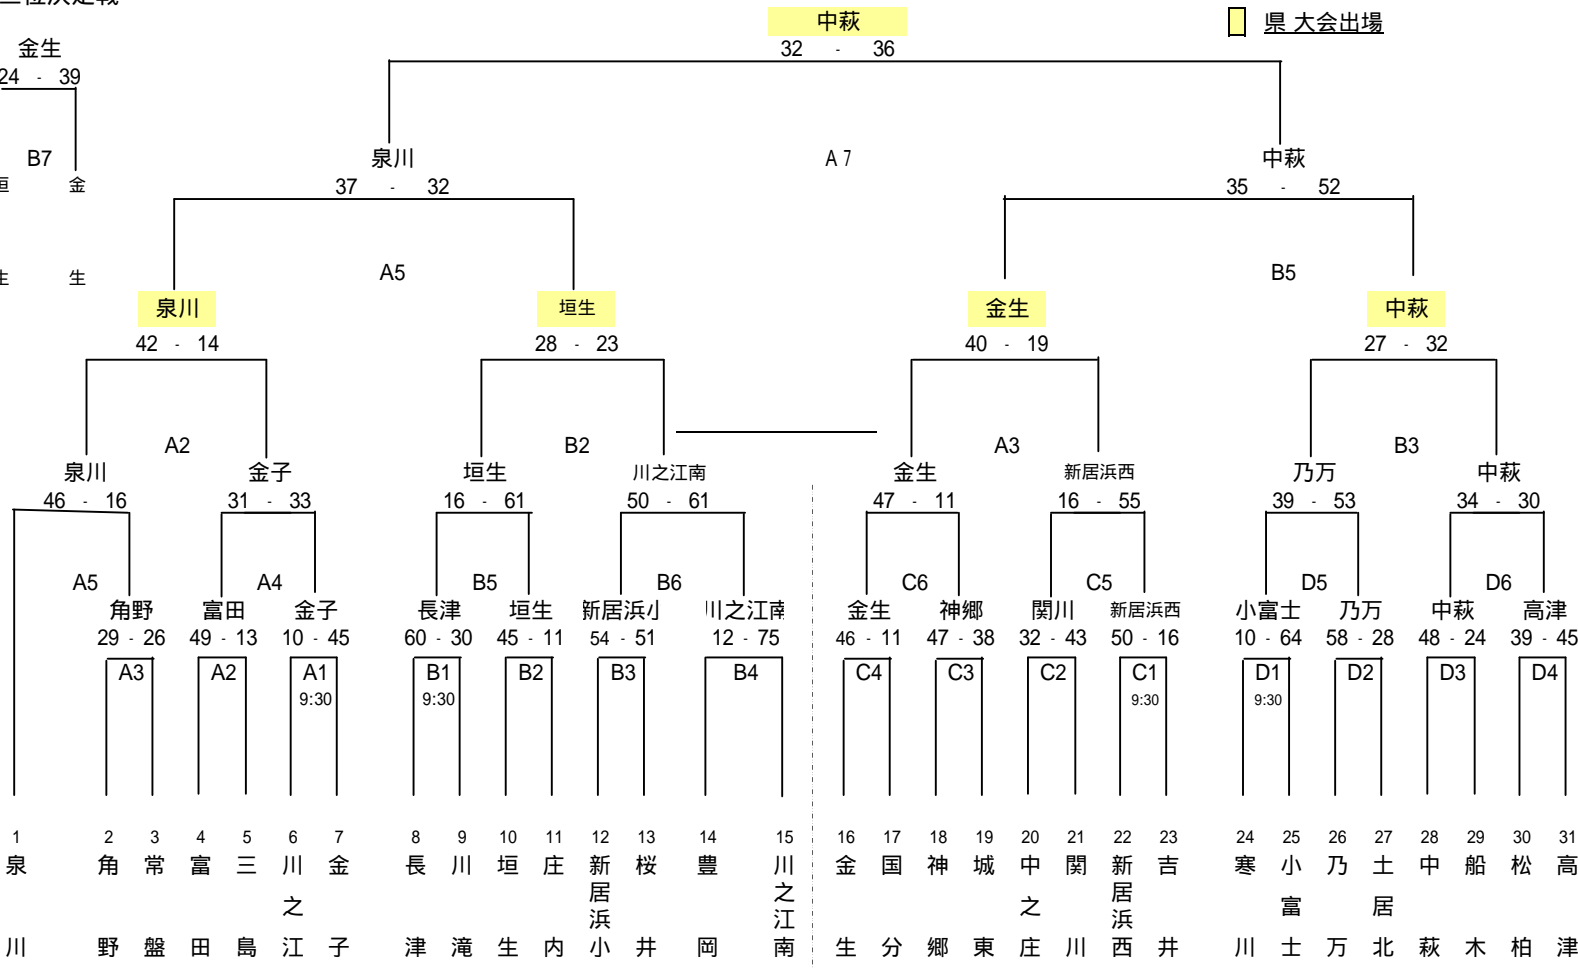 中萩
県 大会出場
32 - 36
金生
24 - 39
B7
金生
泉川
A 7
中萩
37 - 32
35 - 52
A5
B5
泉川
垣生
金生
中萩
42 - 14
28 - 23
40 - 19
27 - 32
A2
B2
A3
B3
泉川
金子
垣生
川之江南
金生
新居浜西
乃万
中萩
46 - 16
31 - 33
16 - 61
50 - 61
47 - 11
16 - 55
39 - 53
34 - 30
A5
A4
B5
B6
C6
C5
D5
D6
角野
富田
金子
長津
垣生
新居浜小
川之江南
金生
神郷
関川
新居浜西
小富士
乃万
中萩
高津
29 - 26
49 - 13
10 - 45
60 - 30
45 - 11
54 - 51
12 - 75
46 - 11
47 - 38
32 - 43
50 - 16
10 - 64
58 - 28
48 - 24
39 - 45
A3
A2
A1
B1
B2
B3
B4
C4
C3
C2
C1
D1
D2
D3
D4
9:30
9:30
9:30
9:30
1 泉川
2 角野
3 常盤
4 富田
5 三島
6 川之江
7 金子
8 長津
9 川滝
10 垣生
11 庄内
12 新居浜小
13 桜井
14 豊岡
15 川之江南
16 金生
17 国分
18 神郷
19 城東
20 中之庄
21 関川
22 新居浜西
23 吉井
24 寒川
25 小富士
26 乃万
27 土居北
28 中萩
29 船木
30 松柏
31 高津